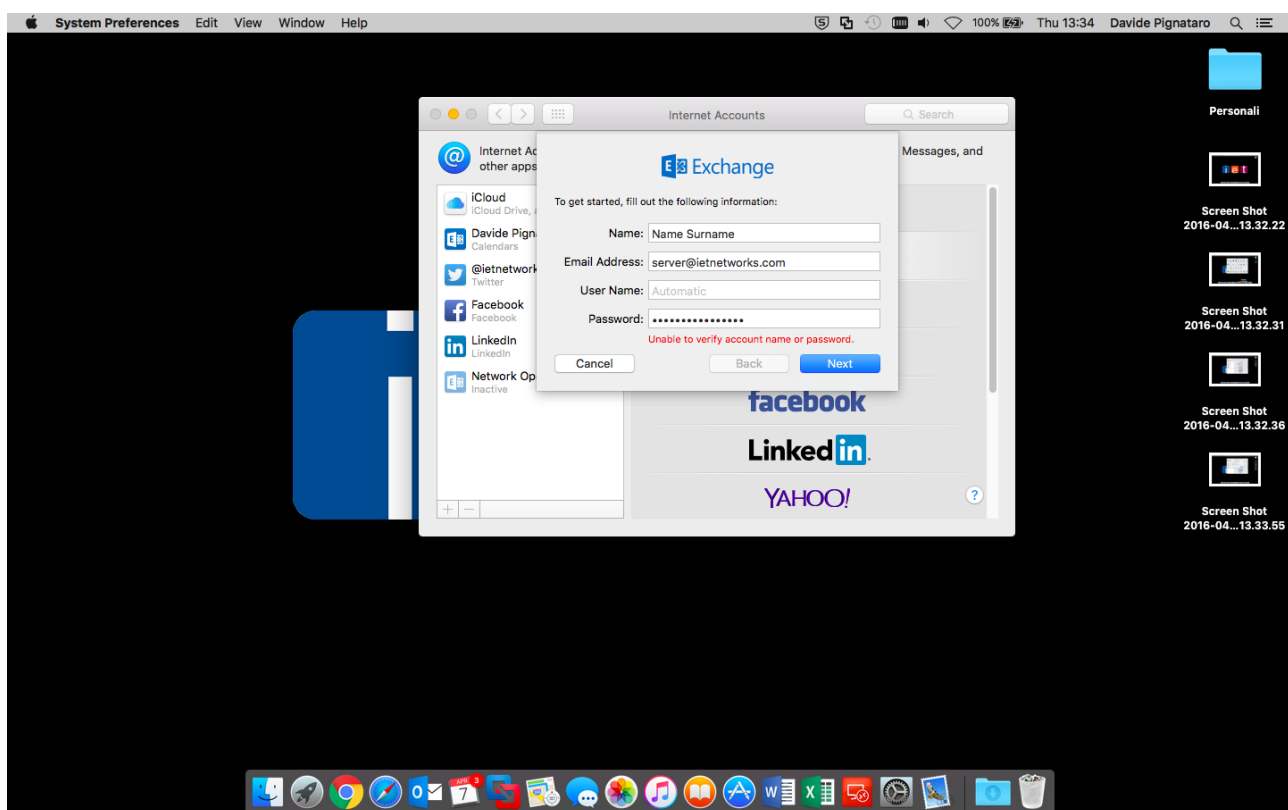 System Preferences Edit View Window Help
100% Thu 13:34 Davide Pignataro
Internet Accounts
Search
Internet Ac
Messages, and
other apps
E Exchange
To get started, fill out the following information:
Name: Name Surname
Email Address: server@ietnetworks.com
User Name: Automatic
Password: ••••••••••••••••
Unable to verify account name or password.
Cancel Back Next
iCloud
iCloud Drive, a
Davide Pign
Calendars
@ietnetwork
Twitter
Facebook
Facebook
LinkedIn
LinkedIn
Network Op
Inactive
facebook
LinkedIn.
YAHOO!
?
Personali
iet
Screen Shot
2016-04...13.32.22
Screen Shot
2016-04...13.32.31
Screen Shot
2016-04...13.32.36
Screen Shot
2016-04...13.33.55
APR 3
7